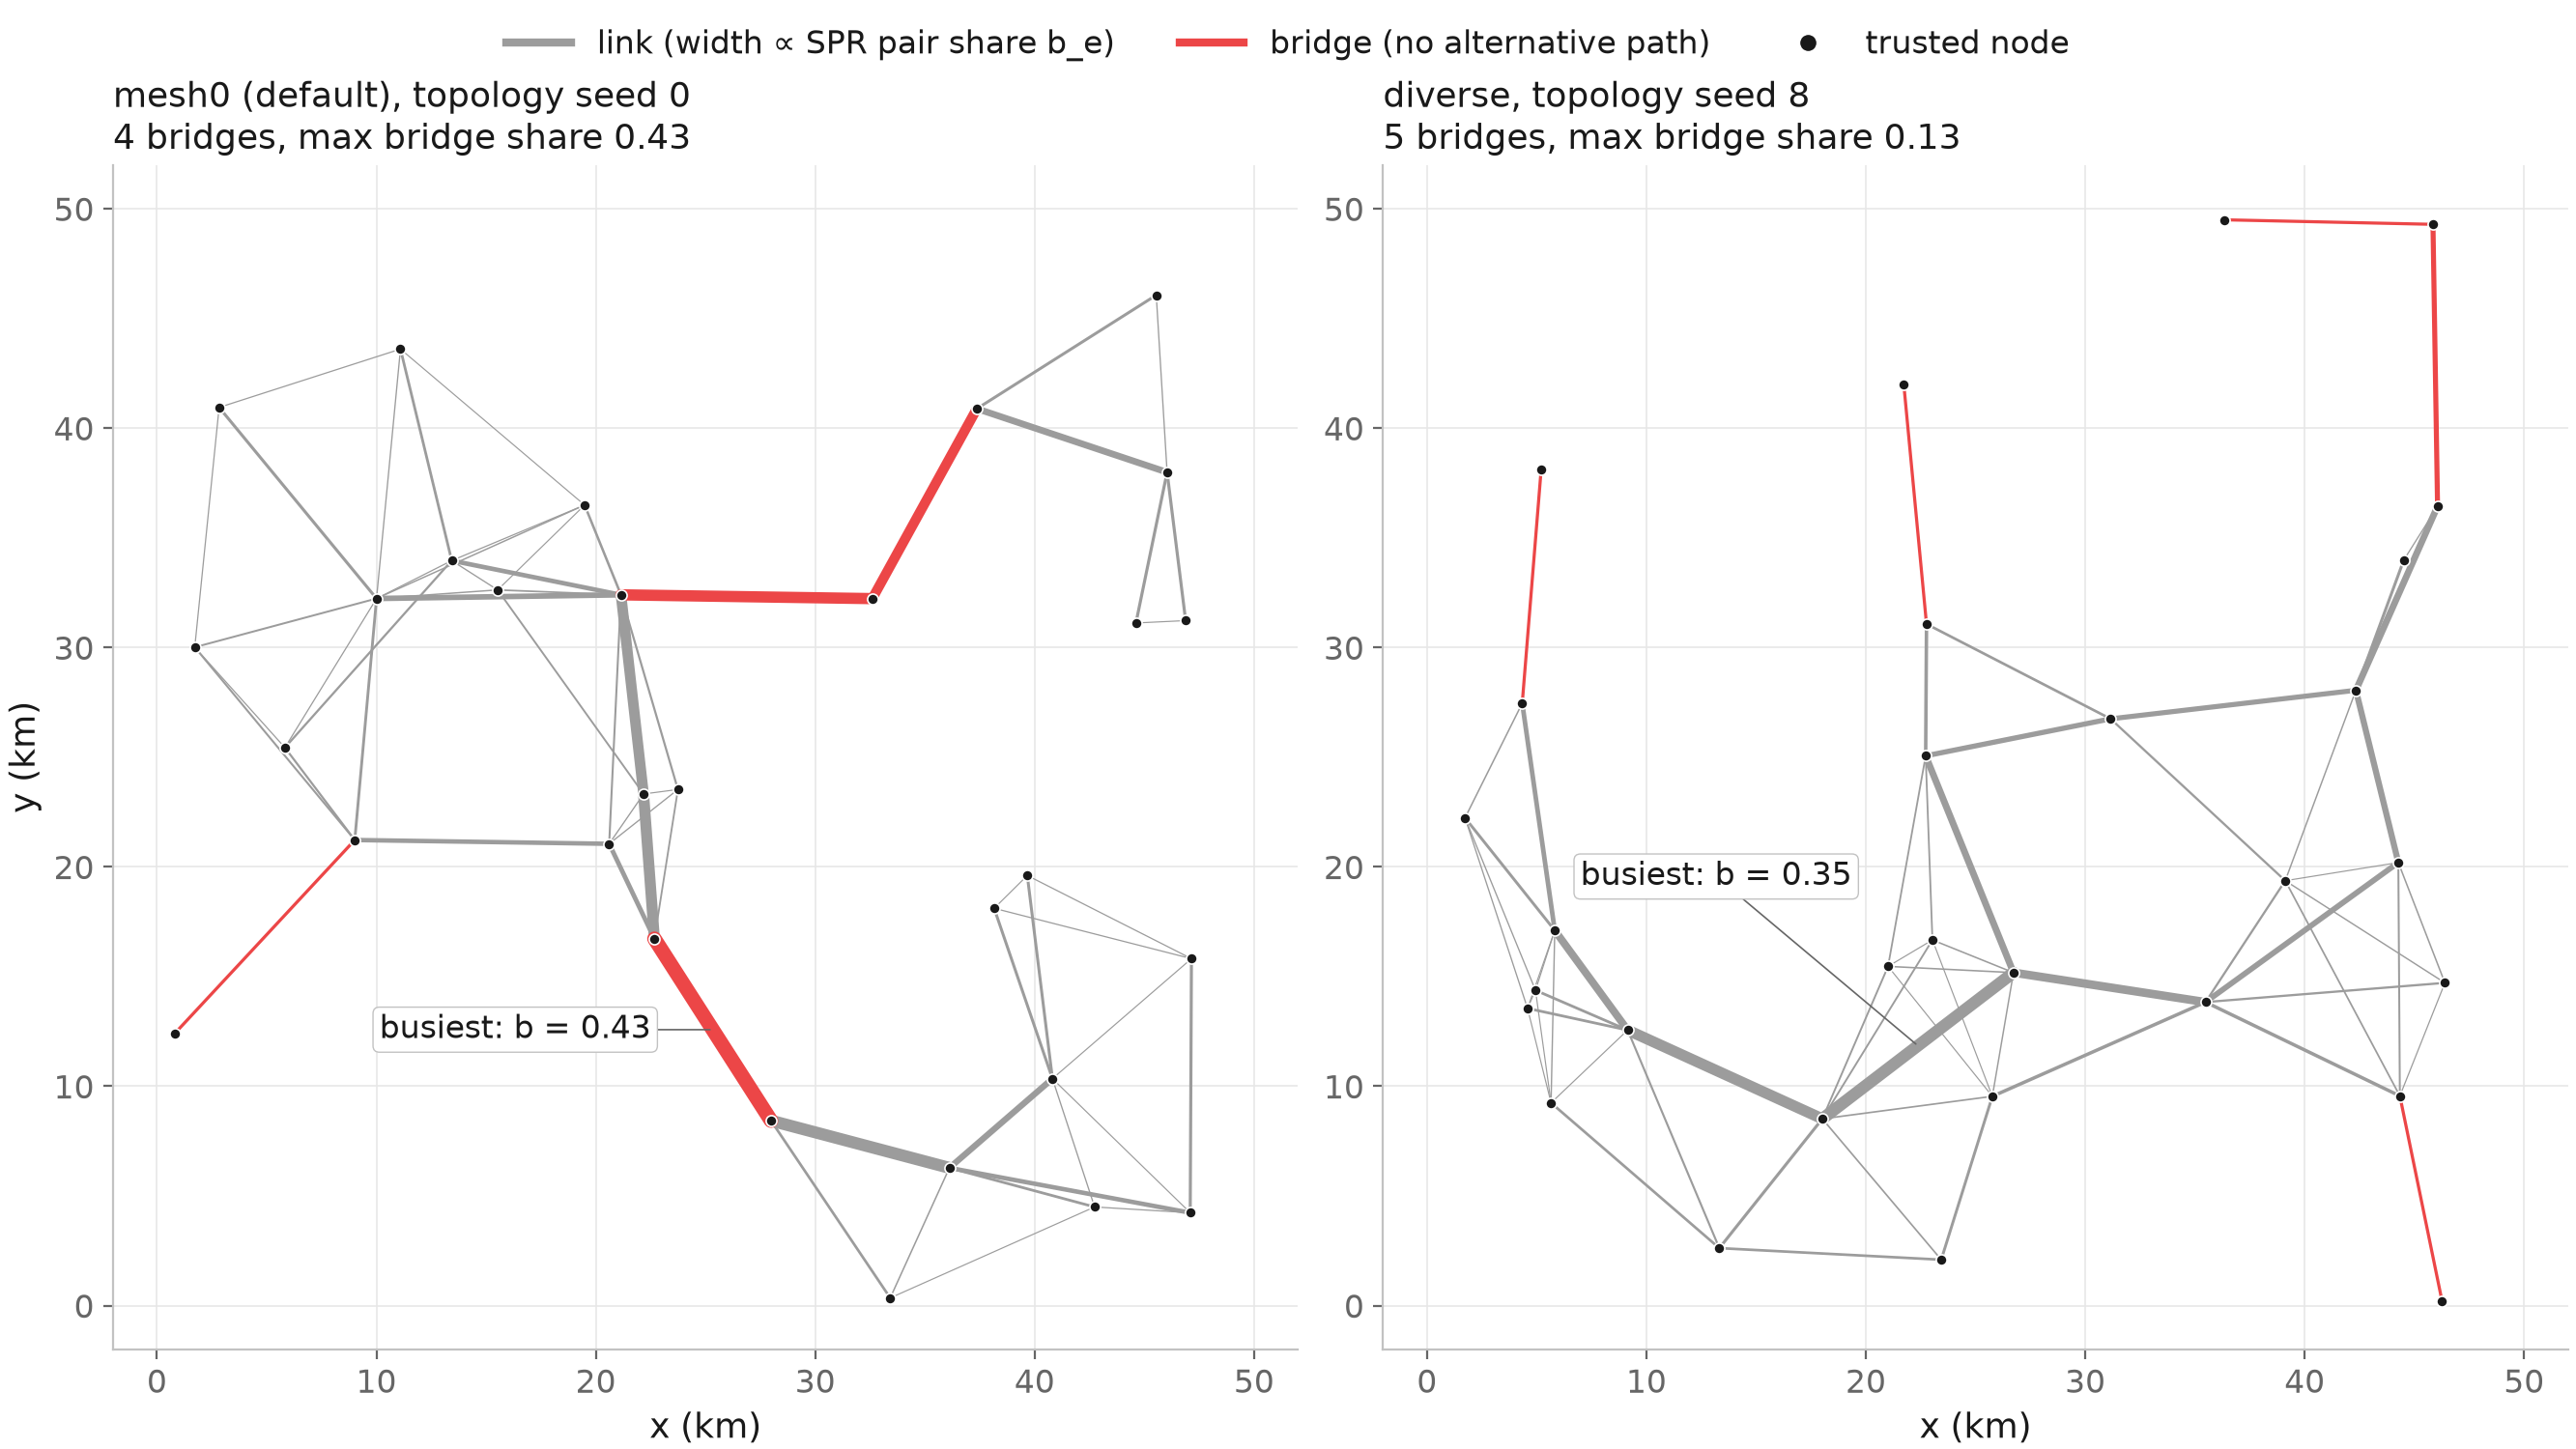 link (width ∝ SPR pair share b_e)
bridge (no alternative path)
trusted node
mesh0 (default), topology seed 0
4 bridges, max bridge share 0.43
diverse, topology seed 8
5 bridges, max bridge share 0.13
y (km)
50
40
30
20
10
0
busiest: b = 0.43
0
10
20
30
40
50
x (km)
50
40
30
20
10
0
busiest: b = 0.35
0
10
20
30
40
50
x (km)